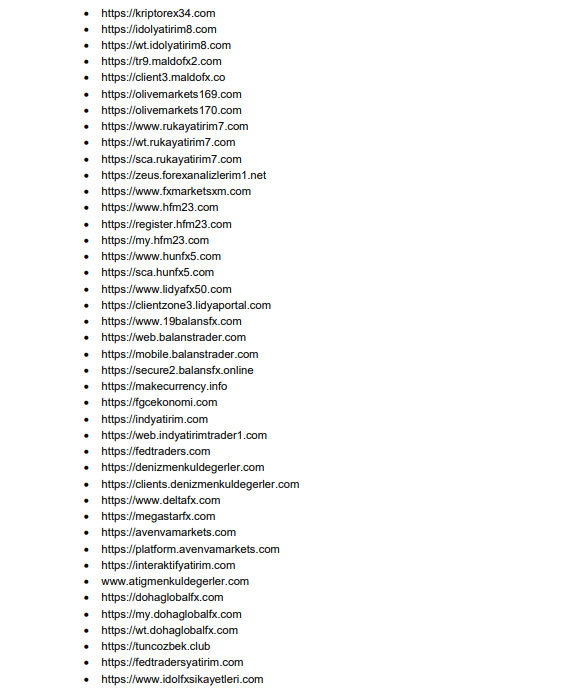 • https://kriptorex34.com
• https://idolyatirim8.com
• https://wt.idolyatirim8.com
• https://tr9.maldofx2.com
• https://client3.maldofx.co
• https://olivemarkets169.com
• https://olivemarkets170.com
• https://www.rukayatirim7.com
• https://wt.rukayatirim7.com
• https://sca.rukayatirim7.com
• https://zeus.forexanalizlerim1.net
• https://www.fxmarketsxm.com
• https://www.hfm23.com
• https://register.hfm23.com
• https://my.hfm23.com
• https://www.hunfx5.com
• https://sca.hunfx5.com
• https://www.lidyafx50.com
• https://clientzone3.lidyaportal.com
• https://www.19balansfx.com
• https://web.balanstrader.com
• https://mobile.balanstrader.com
• https://secure2.balansfx.online
• https://makecurrency.info
• https://fgcekonomi.com
• https://indyatirim.com
• https://web.indyatirimtrader1.com
• https://fedtraders.com
• https://denizmenkuldegerler.com
• https://clients.denizmenkuldegerler.com
• https://www.deltafx.com
• https://megastarfx.com
• https://avenvamarkets.com
• https://platform.avenvamarkets.com
• https://interaktifyatirim.com
• www.atigmenkuldegerler.com
• https://dohaglobalfx.com
• https://my.dohaglobalfx.com
• https://wt.dohaglobalfx.com
• https://tuncozbek.club
• https://fedtradersyatirim.com
• https://www.idolfxsikayetleri.com